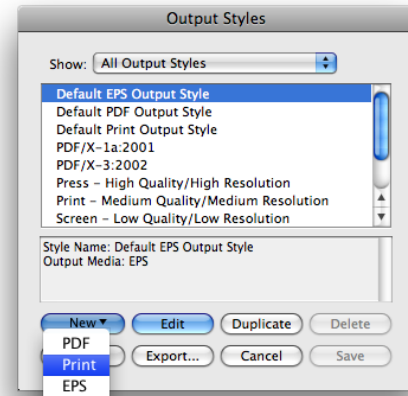 Output Styles
Show: All Output Styles
Default EPS Output Style
Default PDF Output Style
Default Print Output Style
PDF/X-1a:2001
PDF/X-3:2002
Press – High Quality/High Resolution
Print – Medium Quality/Medium Resolution
Screen – Low Quality/Low Resolution
Style Name: Default EPS Output Style
Output Media: EPS
New Edit Duplicate Delete
PDF
Export... Cancel Save
Print
EPS